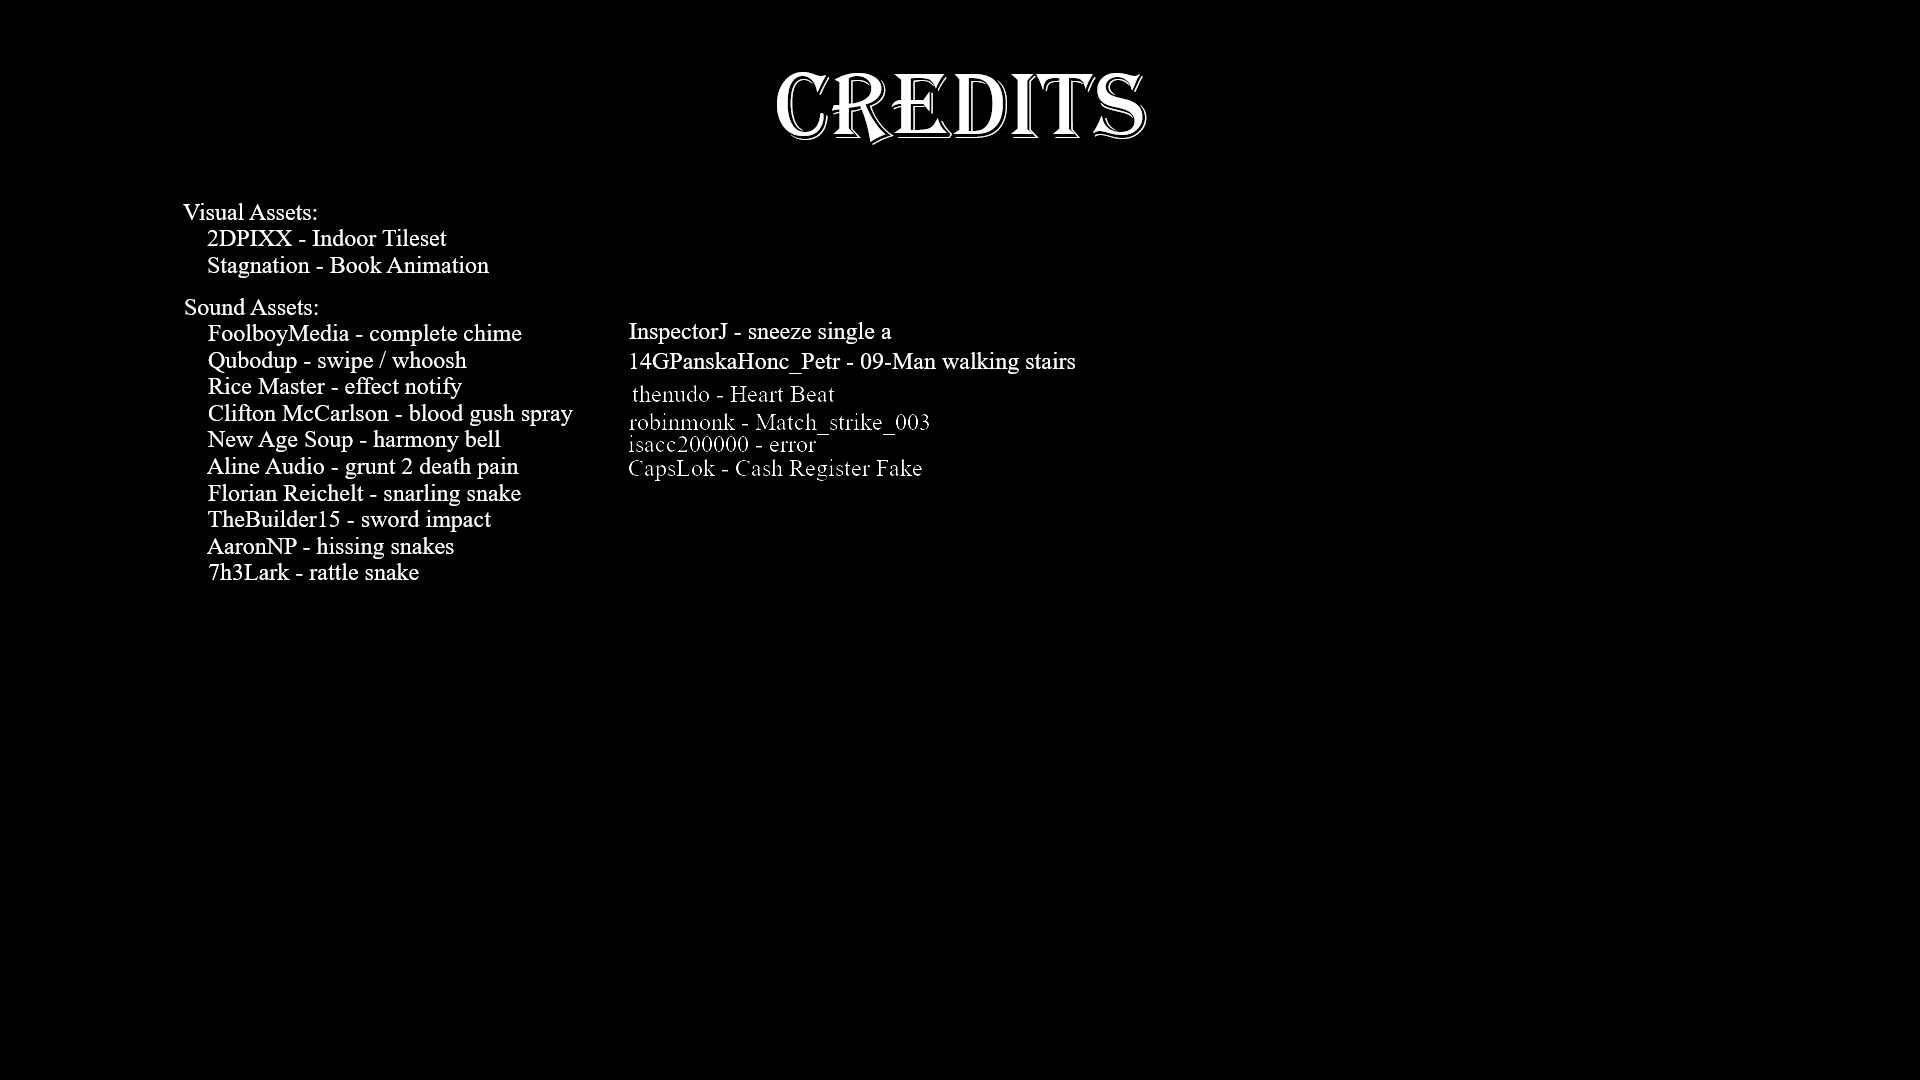 CREDITS
Visual Assets:
2DPIXX - Indoor Tileset
Stagnation - Book Animation
Sound Assets:
FoolboyMedia - complete chime
Qubodup - swipe / whoosh
Rice Master - effect notify
Clifton McCarlson - blood gush spray
New Age Soup - harmony bell
Aline Audio - grunt 2 death pain
Florian Reichelt - snarling snake
TheBuilder15 - sword impact
AaronNP - hissing snakes
7h3Lark - rattle snake
InspectorJ - sneeze single a
14GPanskaHonc_Petr - 09-Man walking stairs
thenudo - Heart Beat
robinmonk - Match_strike_003
isacc200000 - error
CapsLok - Cash Register Fake